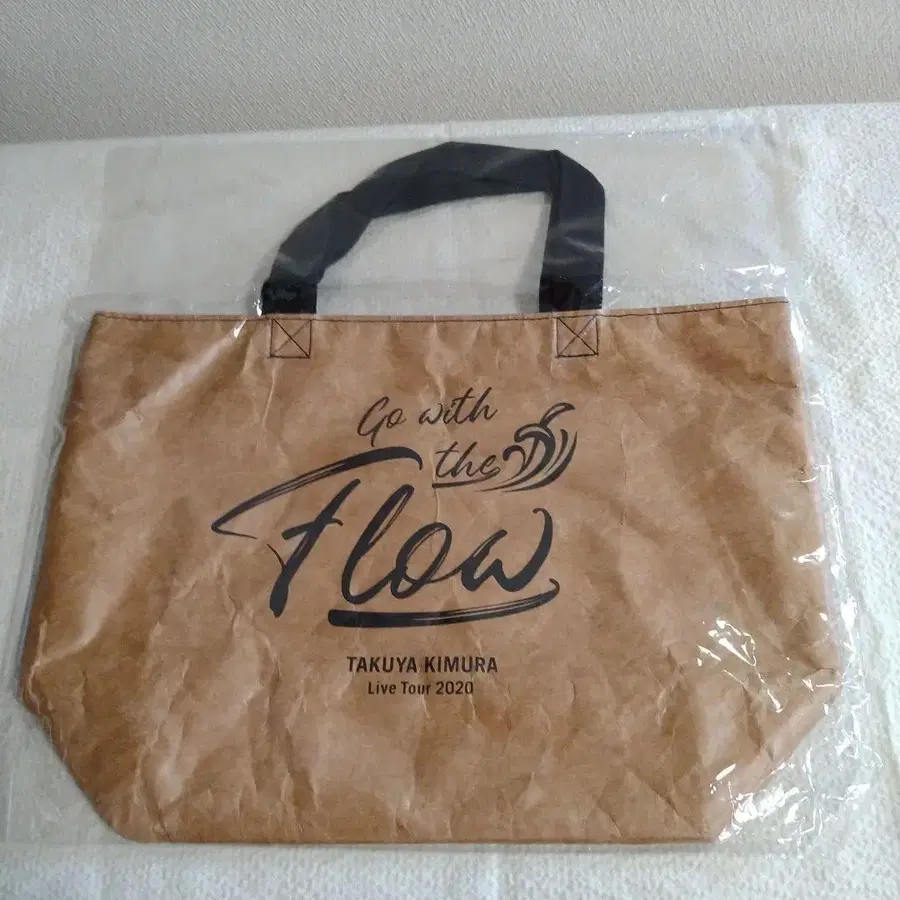 Go with
the
Flow
TAKUYA KIMURA
Live Tour 2020